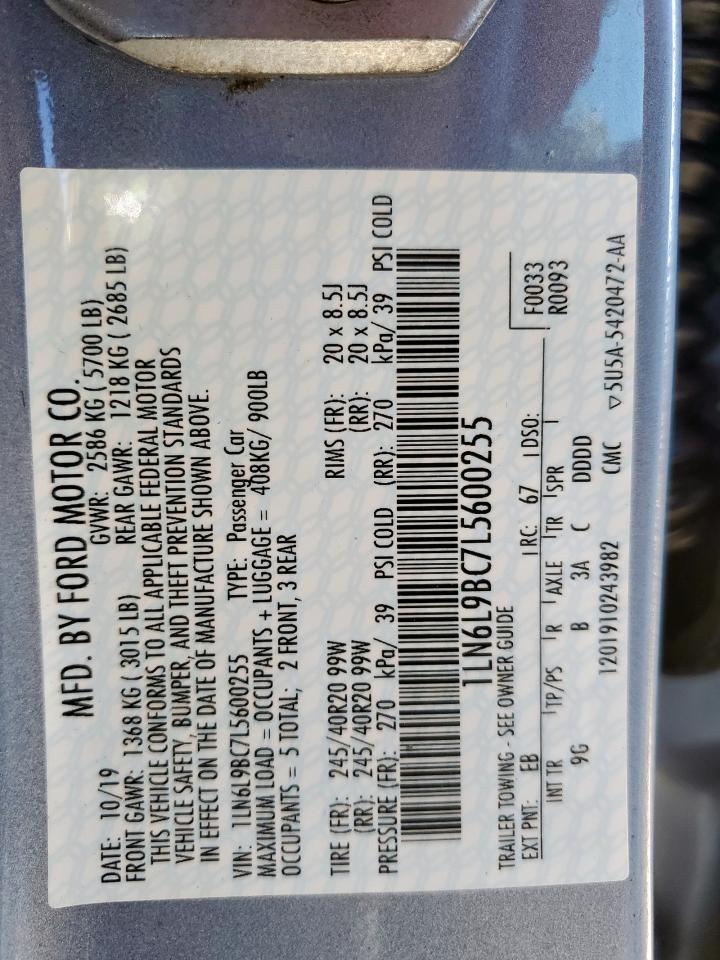 MFD. BY FORD MOTOR CO.
DATE: 10/19 GVWR: 2586 KG ( 5700 LB)
FRONT GAWR: 1368 KG ( 3015 LB) REAR GAWR: 1218 KG ( 2685 LB)
THIS VEHICLE CONFORMS TO ALL APPLICABLE FEDERAL MOTOR
VEHICLE SAFETY, BUMPER, AND THEFT PREVENTION STANDARDS
IN EFFECT ON THE DATE OF MANUFACTURE SHOWN ABOVE.
VIN: 1LN6L9BC7L5600255 TYPE: Passenger Car
MAXIMUM LOAD = OCCUPANTS + LUGGAGE = 408KG/ 900LB
OCCUPANTS = 5 TOTAL; 2 FRONT, 3 REAR
TIRE (FR): 245/40R20 99W RIMS (FR): 20 x 8.5J
(RR): 245/40R20 99W (RR): 20 x 8.5J
PRESSURE (FR): 270 kPa/ 39 PSI COLD (RR): 270 kPa/ 39 PSI COLD
1LN6L9BC7L5600255
TRAILER TOWING - SEE OWNER GUIDE F0033
EXT PNT: EB RC: 67 DSO: R0093
INT TR TP/PS R AXLE TR SPR
9G B 3A C DDDD
1201910243982 CMC ▽5U5A-5420472-AA